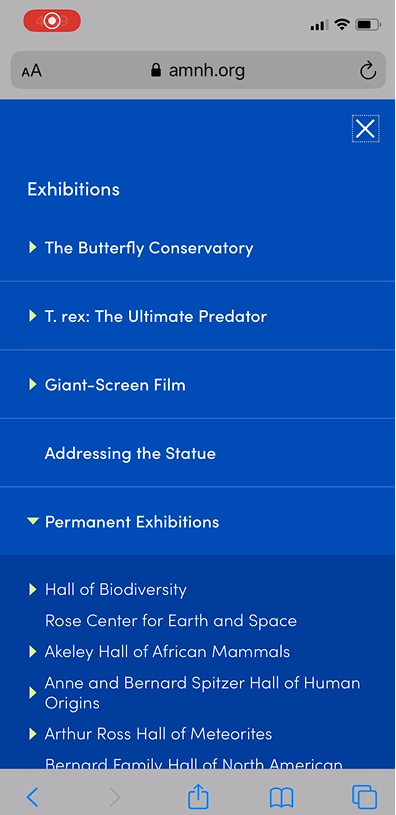 AA
amnh.org
Exhibitions
The Butterfly Conservatory
T. rex: The Ultimate Predator
Giant-Screen Film
Addressing the Statue
Permanent Exhibitions
Hall of Biodiversity
Rose Center for Earth and Space
Akeley Hall of African Mammals
Anne and Bernard Spitzer Hall of Human
Origins
Arthur Ross Hall of Meteorites
Bernard Family Hall of North American